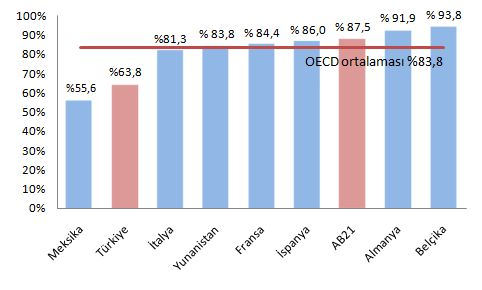 100%
90%
80%
70%
60%
50%
40%
30%
20%
10%
0%
%55,6
%63,8
%81,3
% 83,8
% 84,4
% 86,0
% 87,5
% 91,9
% 93,8
OECD ortalaması %83,8
Meksika
Türkiye
İtalya
Yunanistan
Fransa
İspanya
AB21
Almanya
Belçika